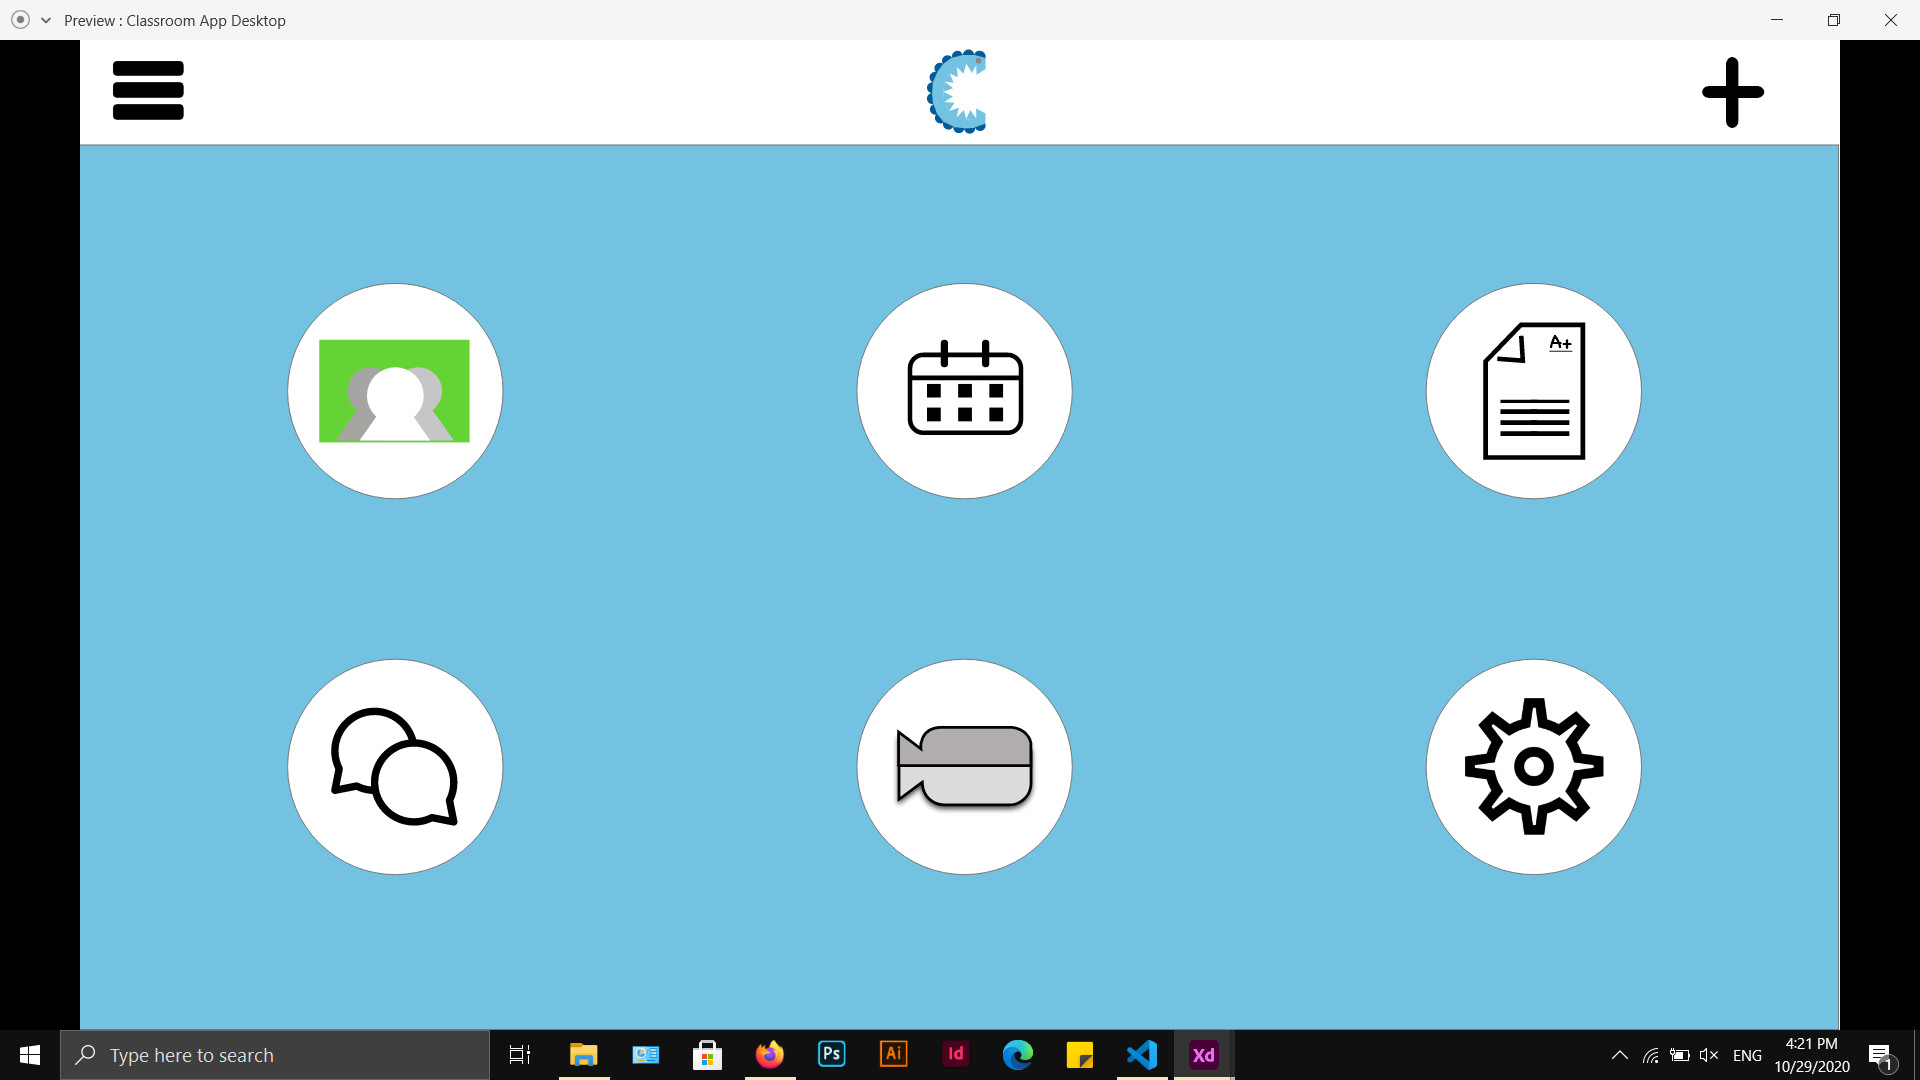 Preview : Classroom App Desktop
A+
Type here to search
Ps
Ai
Id
Xd
ENG
4:21 PM
10/29/2020
1